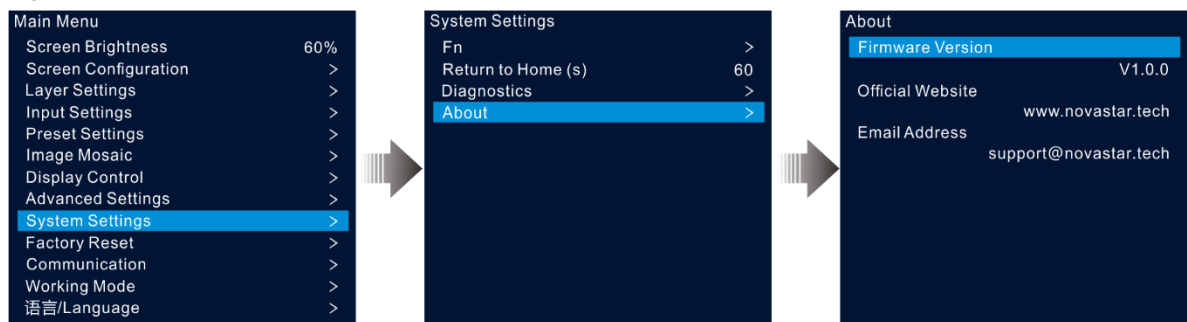 Main Menu
Screen Brightness 60%
Screen Configuration >
Layer Settings >
Input Settings >
Preset Settings >
Image Mosaic >
Display Control >
Advanced Settings >
System Settings >
Factory Reset >
Communication >
Working Mode >
语言/Language >
System Settings
Fn >
Return to Home (s) 60
Diagnostics >
About >
About
Firmware Version
V1.0.0
Official Website
www.novastar.tech
Email Address
support@novastar.tech